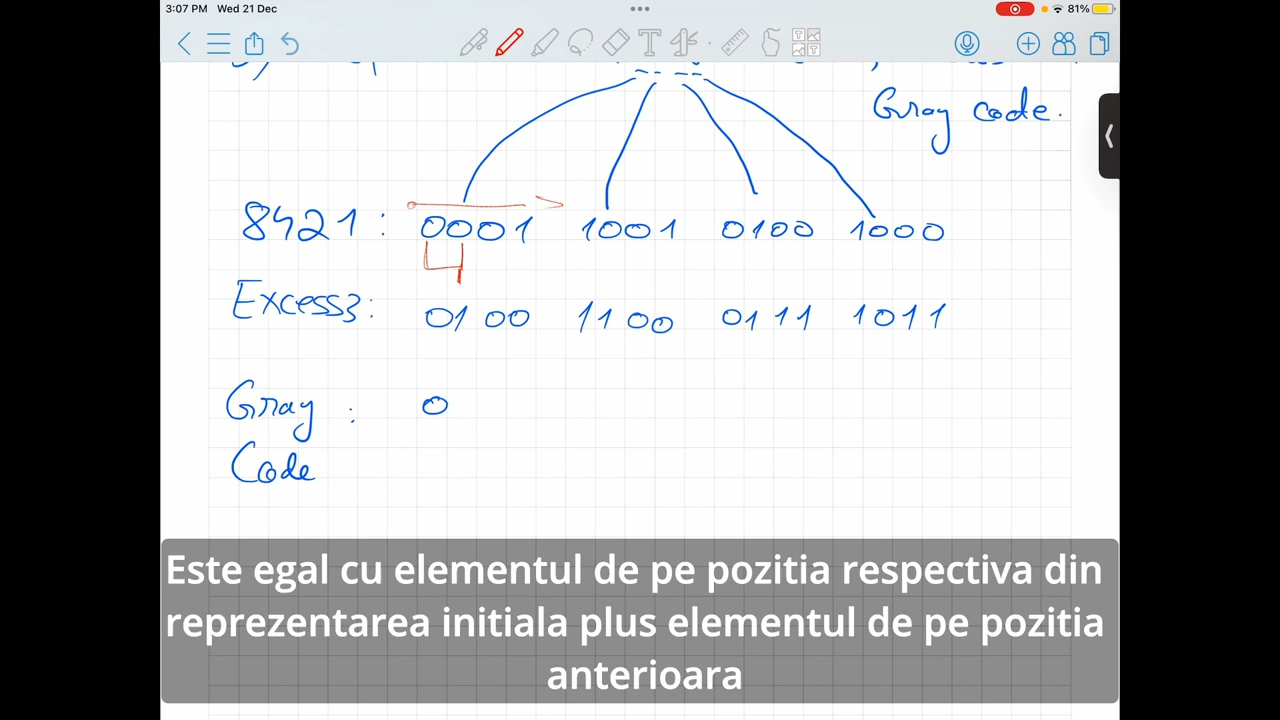 3:07 PM Wed 21 Dec
81%
Gray code.
8421: 0001 1001 0100 1000
Excess3: 0100 1100 0111 1011
Gray : 0
Code
Este egal cu elementul de pe pozitia respectiva din
reprezentarea initiala plus elementul de pe pozitia
anterioara